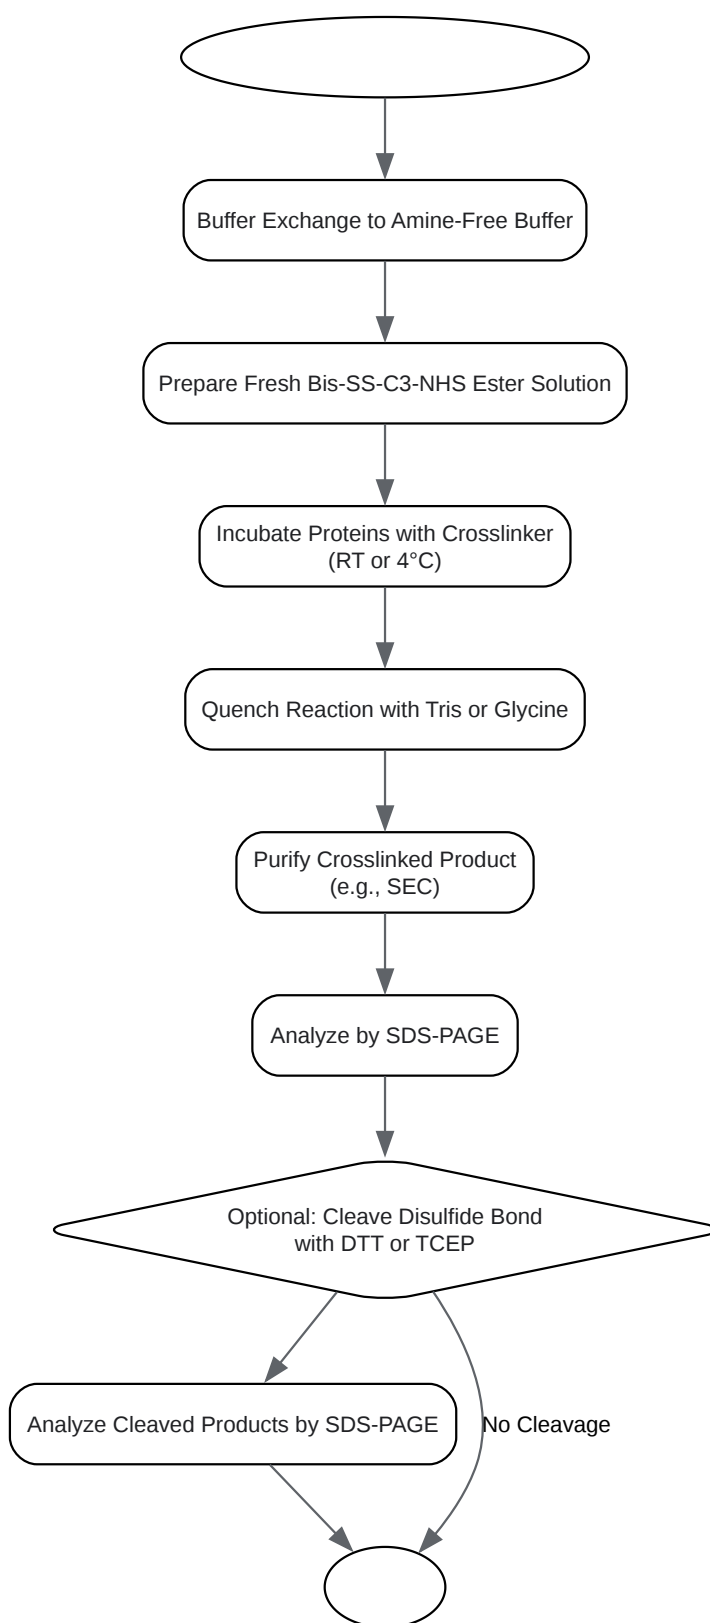 Buffer Exchange to Amine-Free Buffer
Prepare Fresh Bis-SS-C3-NHS Ester Solution
Incubate Proteins with Crosslinker
(RT or 4°C)
Quench Reaction with Tris or Glycine
Purify Crosslinked Product
(e.g., SEC)
Analyze by SDS-PAGE
Optional: Cleave Disulfide Bond
with DTT or TCEP
Analyze Cleaved Products by SDS-PAGE
No Cleavage